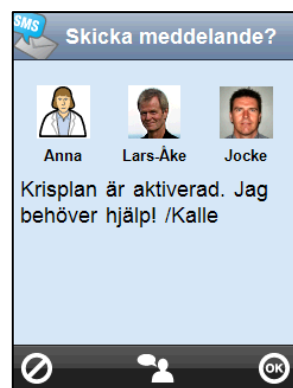 SMS
Skicka meddelande?
Anna Lars-Åke Jocke
Krisplan är aktiverad. Jag
behöver hjälp! /Kalle
OK